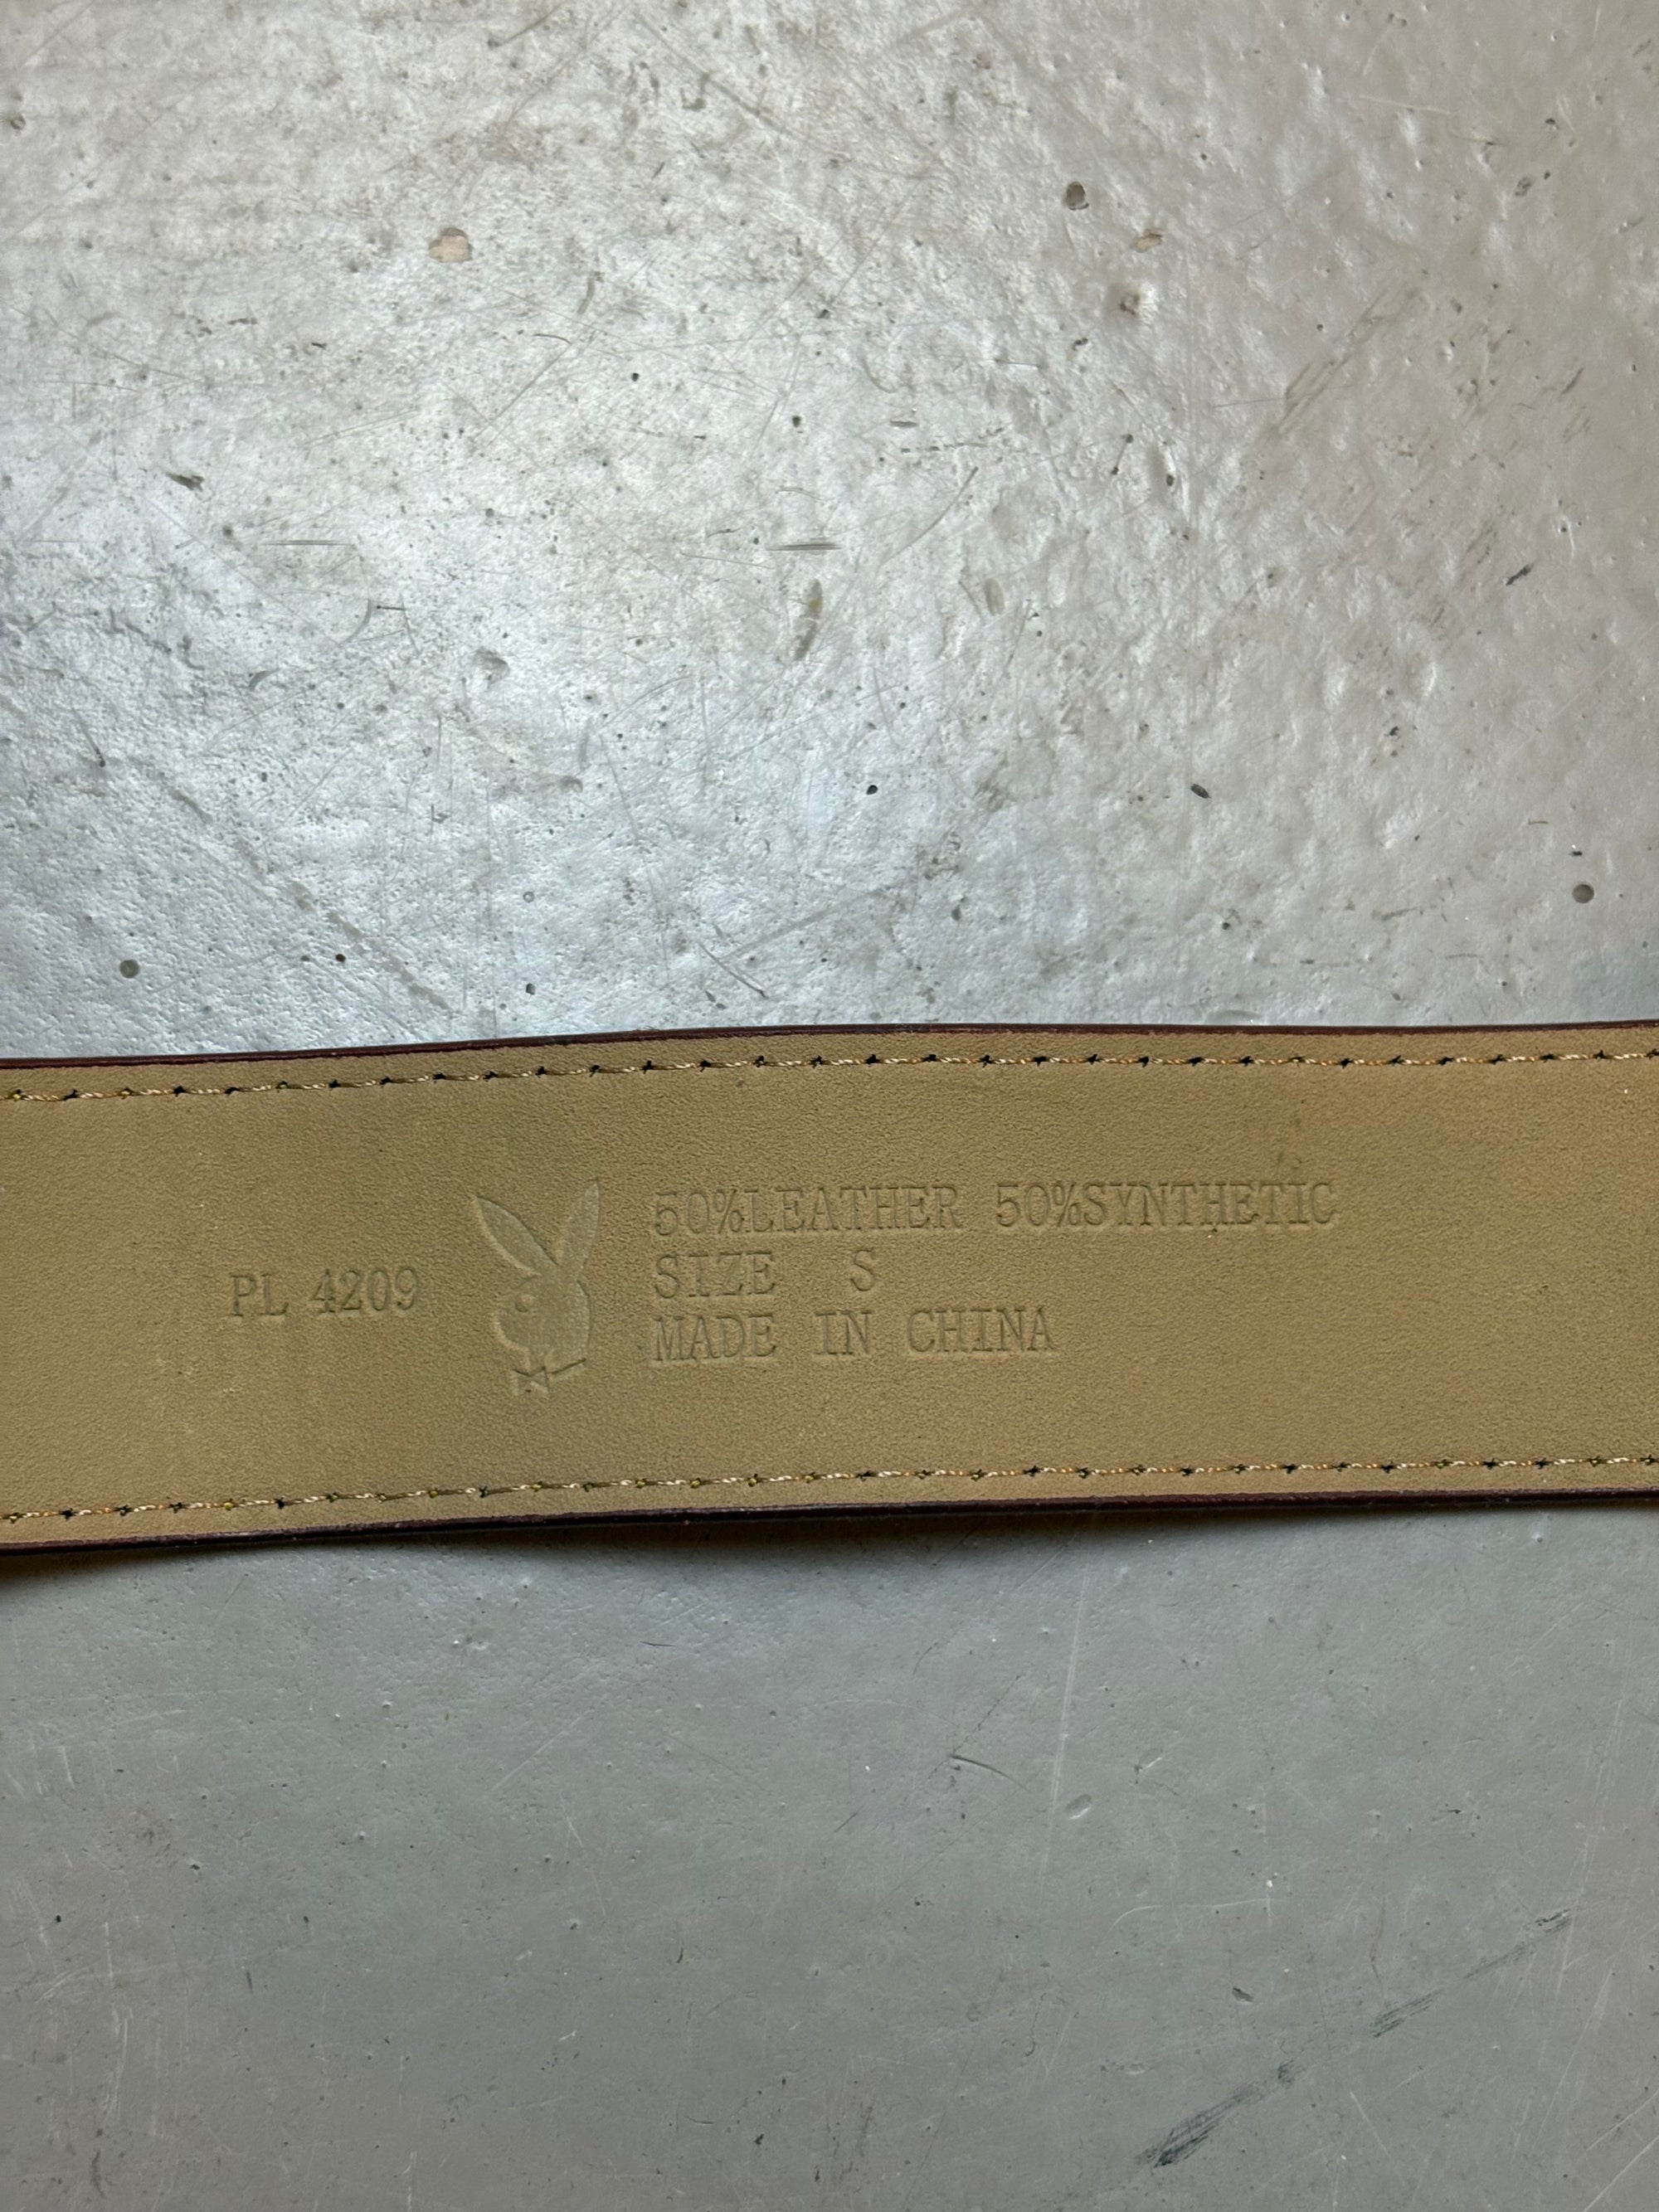 PL 4209
50%LEATHER 50%SYNTHETIC
SIZE S
MADE IN CHINA